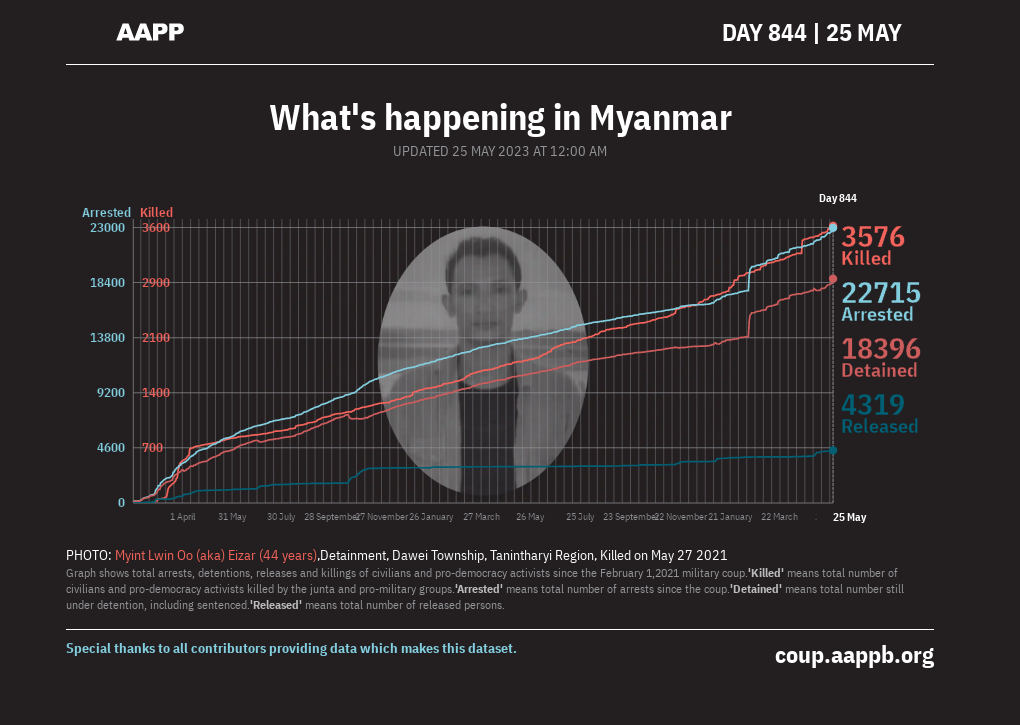 AAPP
DAY 844 | 25 MAY
What's happening in Myanmar
UPDATED 25 MAY 2023 AT 12:00 AM
Day 844
Arrested Killed
23000 3600
18400 2900
13800 2100
9200 1400
4600 700
0
3576
Killed
22715
Arrested
18396
Detained
4319
Released
1 April 31 May 30 July 28 September 27 November 26 January 27 March 26 May 25 July 23 September 22 November 21 January 22 March 25 May
PHOTO: Myint Lwin Oo (aka) Eizar (44 years),Detainment, Dawei Township, Tanintharyi Region, Killed on May 27 2021
Graph shows total arrests, detentions, releases and killings of civilians and pro-democracy activists since the February 1,2021 military coup.'Killed' means total number of
civilians and pro-democracy activists killed by the junta and pro-military groups.'Arrested' means total number of arrests since the coup.'Detained' means total number still
under detention, including sentenced.'Released' means total number of released persons.
Special thanks to all contributors providing data which makes this dataset.
coup.aappb.org